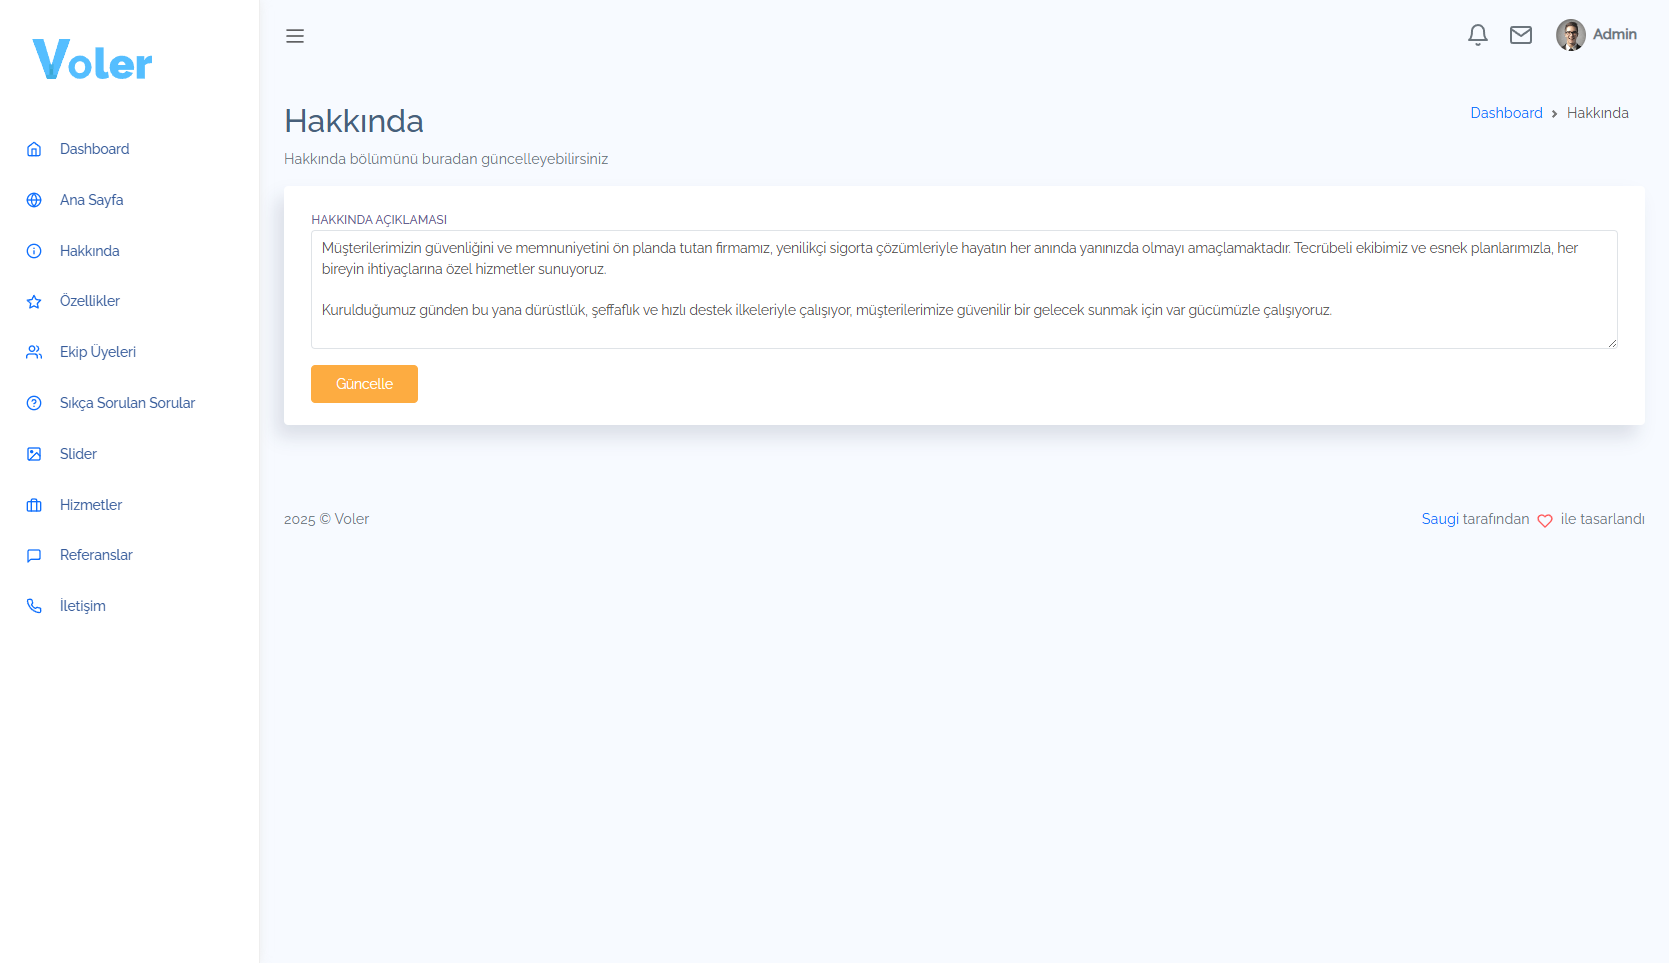 Voler
Admin
Dashboard
Ana Sayfa
Hakkında
Özellikler
Ekip Üyeleri
Sıkça Sorulan Sorular
Slider
Hizmetler
Referanslar
İletişim
Hakkında
Dashboard > Hakkında
Hakkında bölümünü buradan güncelleyebilirsiniz
HAKKINDA AÇIKLAMASI
Müşterilerimizin güvenliğini ve memnuniyetini ön planda tutan firmamız, yenilikçi sigorta çözümleriyle hayatın her anında yanınızda olmayı amaçlamaktadır. Tecrübeli ekibimiz ve esnek planlarımızla, her
bireyin ihtiyaçlarına özel hizmetler sunuyoruz.
Kurulduğumuz günden bu yana dürüstlük, şeffaflık ve hızlı destek ilkeleriyle çalışıyor, müşterilerimize güvenilir bir gelecek sunmak için var gücümüzle çalışıyoruz.
Güncelle
2025 © Voler
Saugi tarafından ile tasarlandı